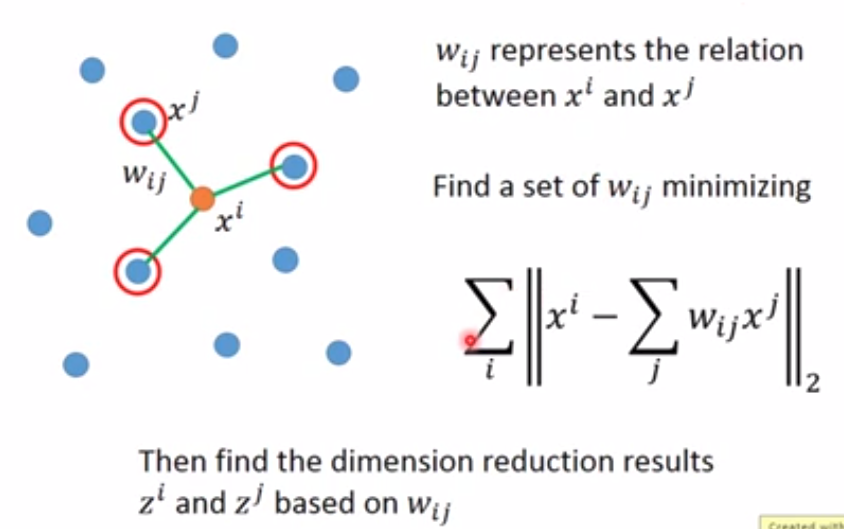 w_{ij} represents the relation
between x^i and x^j
x^j
w_{ij}
x^i
Find a set of w_{ij} minimizing
\sum_i \left\| x^i - \sum_j w_{ij} x^j \right\|_2
Then find the dimension reduction results
z^i and z^j based on w_{ij}
Created with